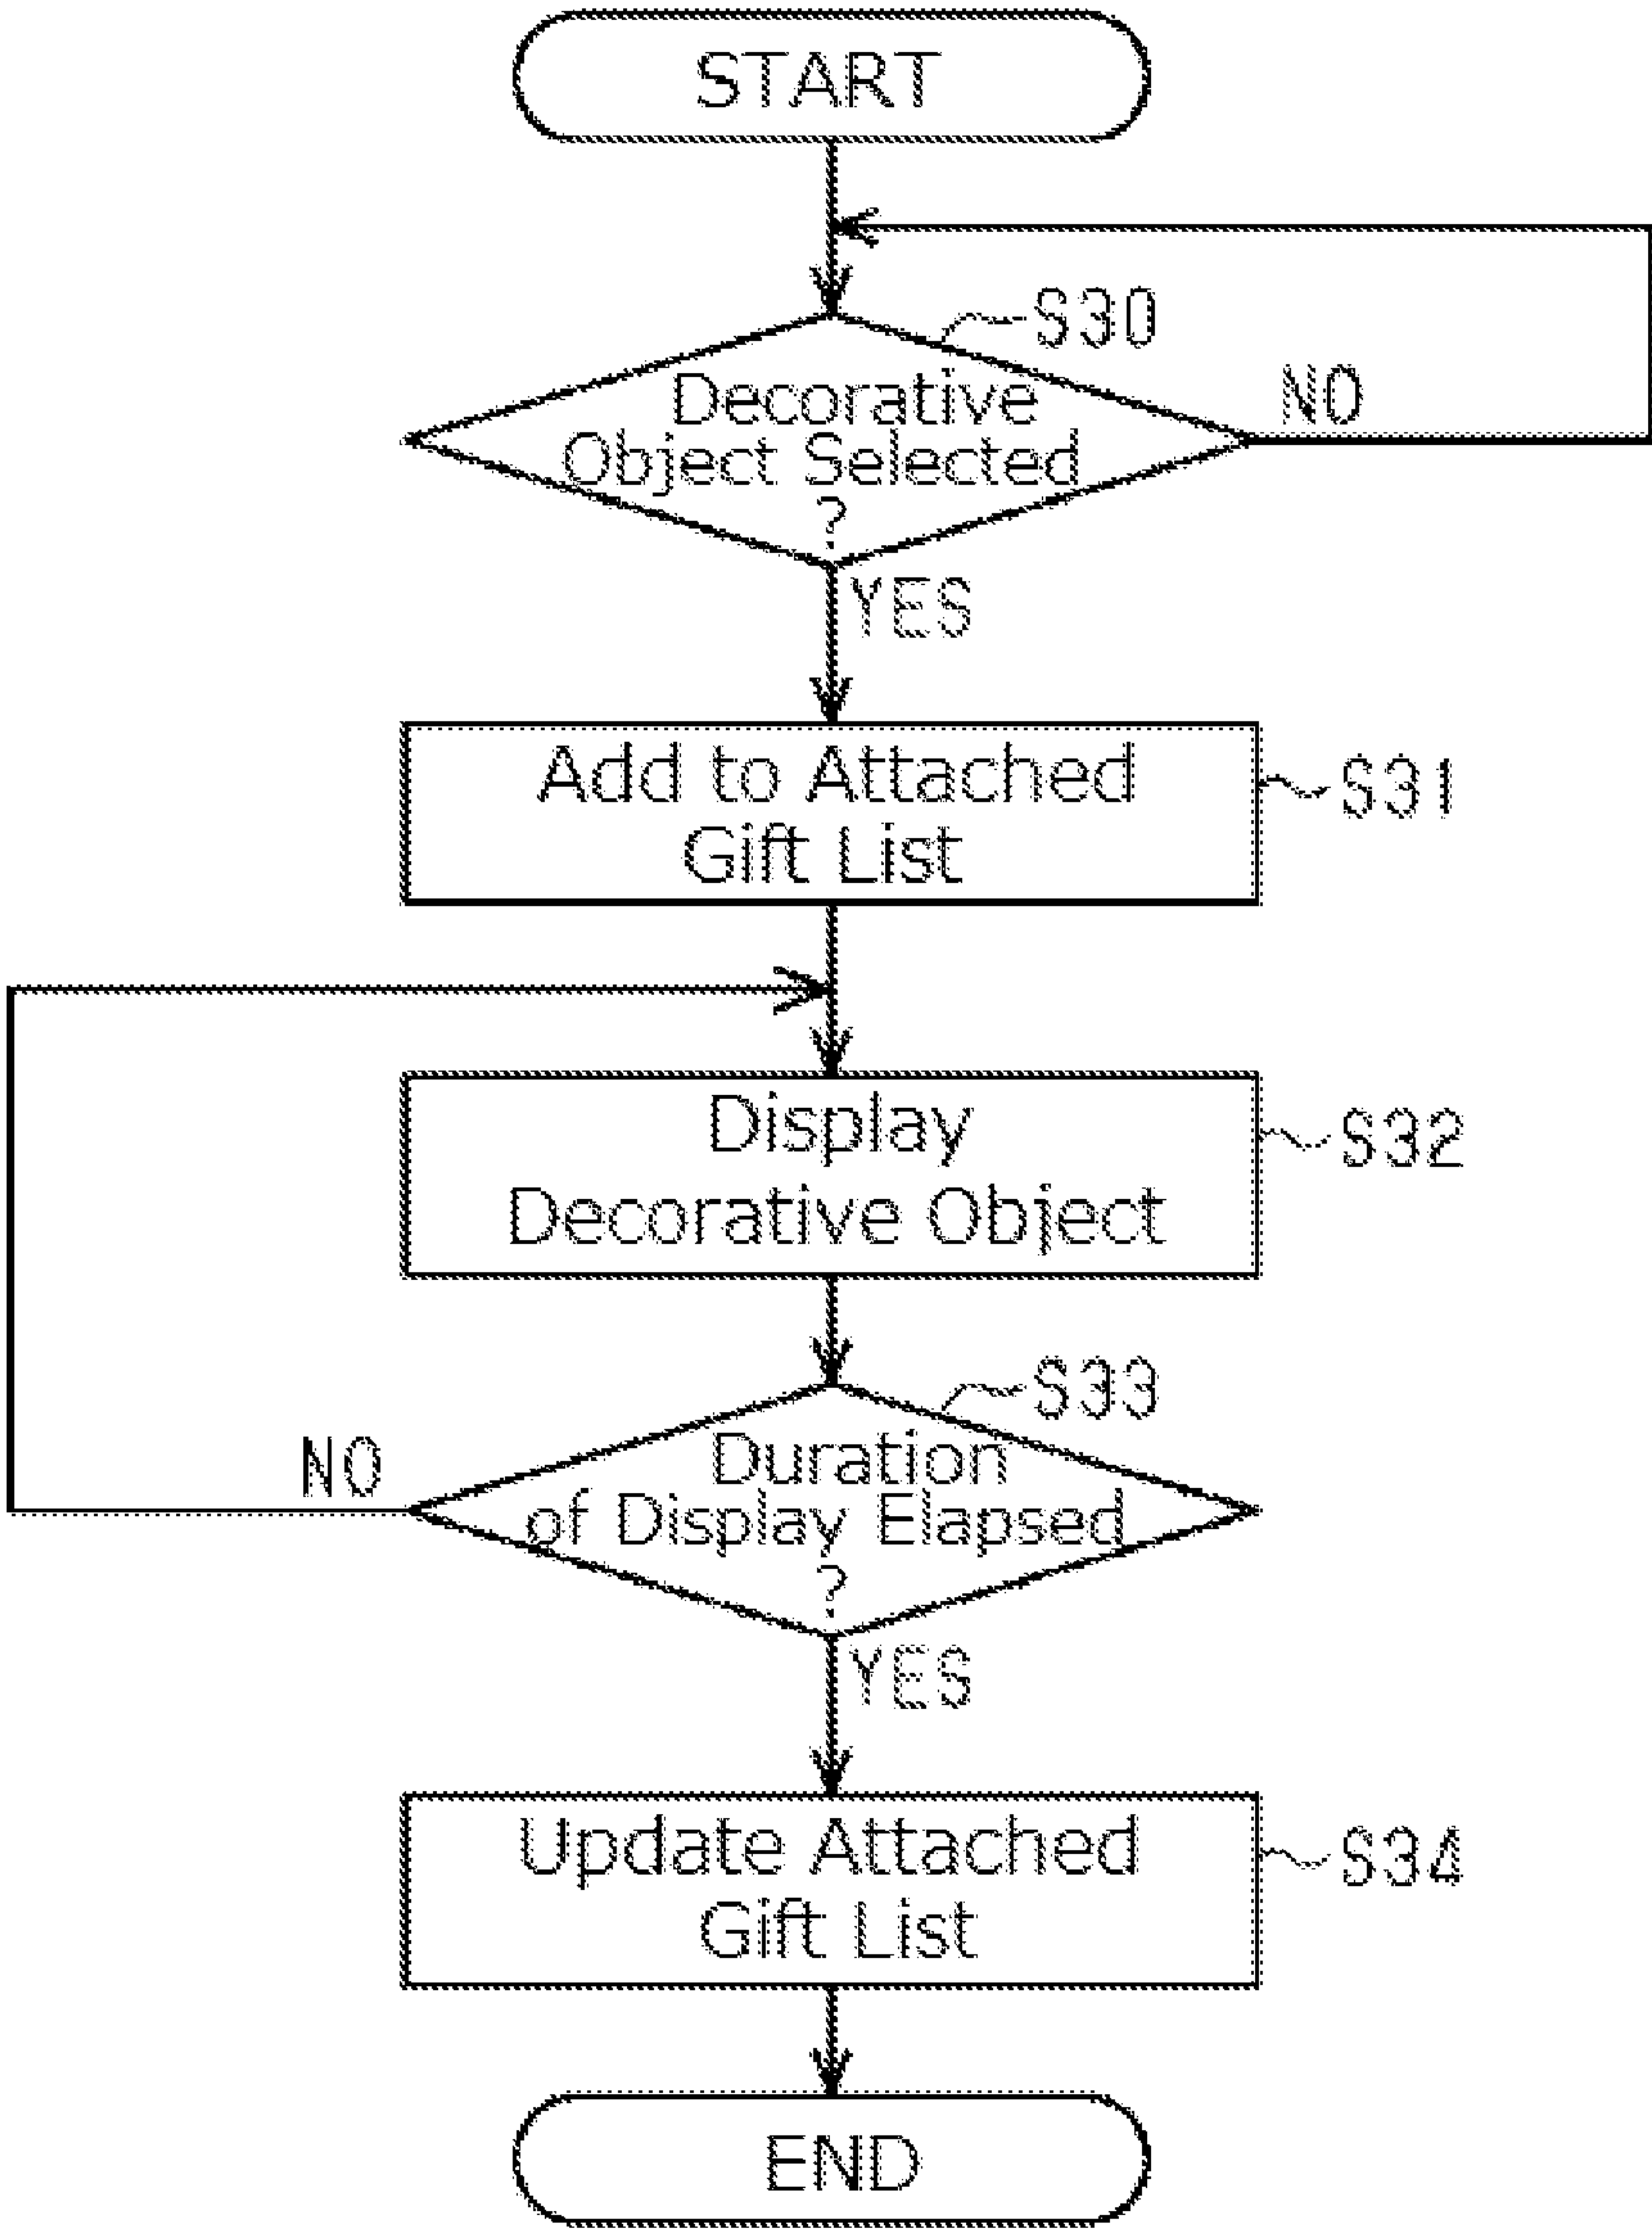 START
S30
Decorative
Object Selected
?
NO
YES
Add to Attached
Gift List
S31
Display
Decorative Object
S32
S33
Duration
of Display Elapsed
?
NO
YES
Update Attached
Gift List
S34
END